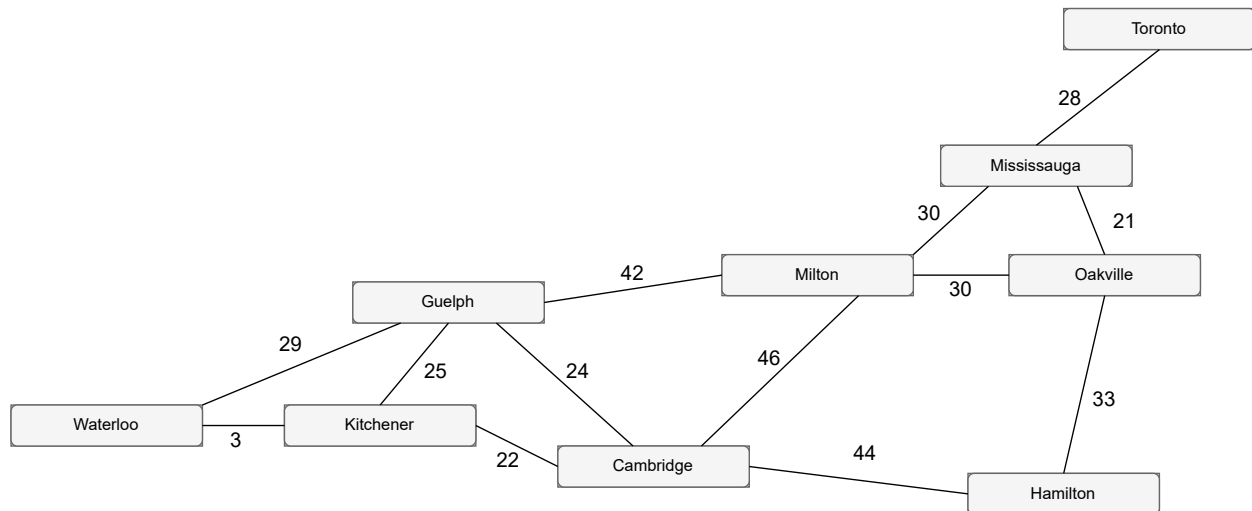 Toronto
28
Mississauga
30
21
42
Milton
30
Oakville
Guelph
29
25
24
46
33
Waterloo
3
Kitchener
22
Cambridge
44
Hamilton